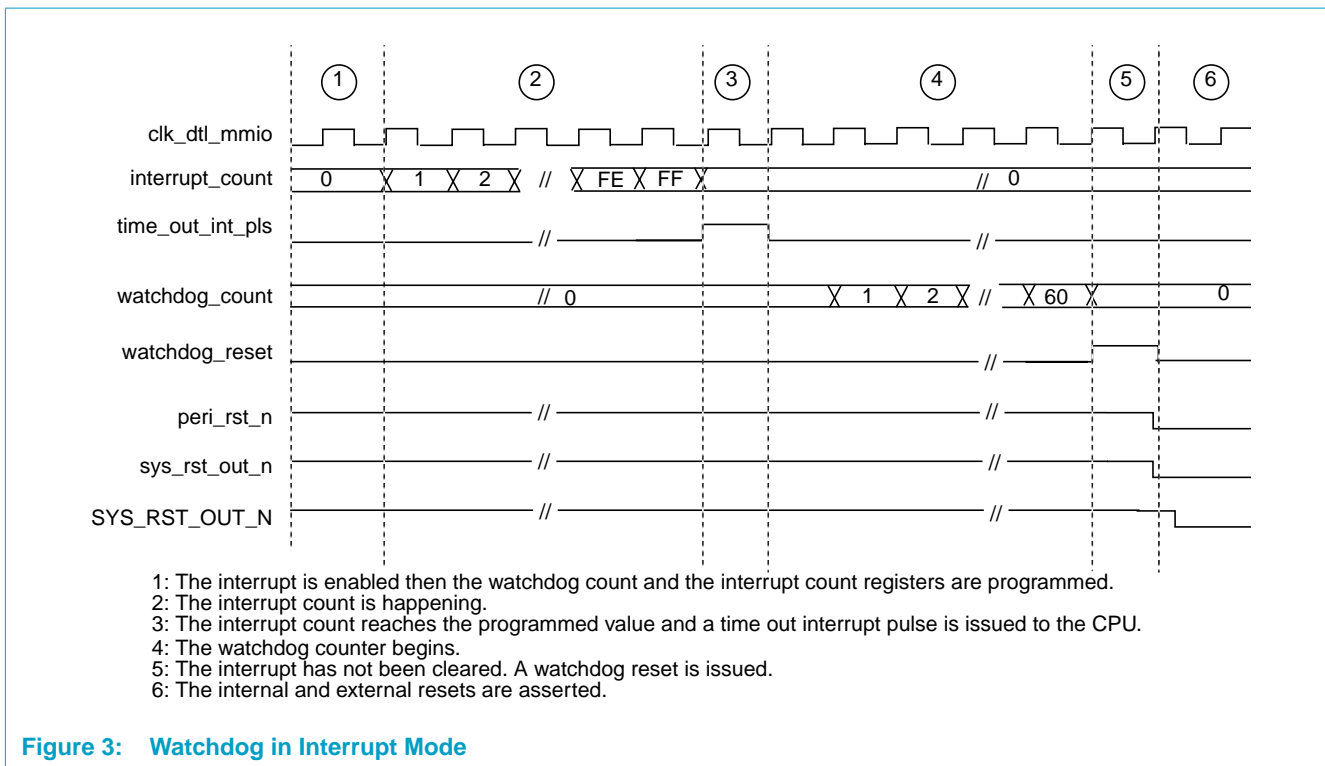 1 2 3 4 5 6
clk_dtl_mmio
interrupt_count 0 1 2 // FE FF // 0
time_out_int_pls // //
watchdog_count // 0 1 2 // 60 0
watchdog_reset //
peri_rst_n // //
sys_rst_out_n // //
SYS_RST_OUT_N // //
1: The interrupt is enabled then the watchdog count and the interrupt count registers are programmed.
2: The interrupt count is happening.
3: The interrupt count reaches the programmed value and a time out interrupt pulse is issued to the CPU.
4: The watchdog counter begins.
5: The interrupt has not been cleared. A watchdog reset is issued.
6: The internal and external resets are asserted.
Figure 3: Watchdog in Interrupt Mode